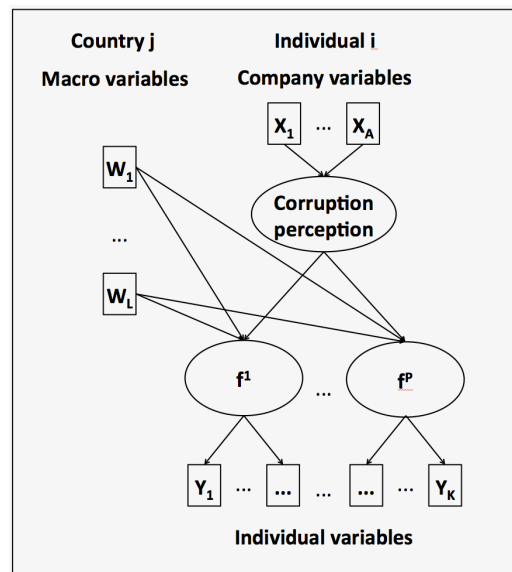 Country j
Individual i
Macro variables
Company variables
X1
...
XA
W1
Corruption
perception
...
WL
f1
...
fP
Y1
...
...
...
...
...
YK
Individual variables